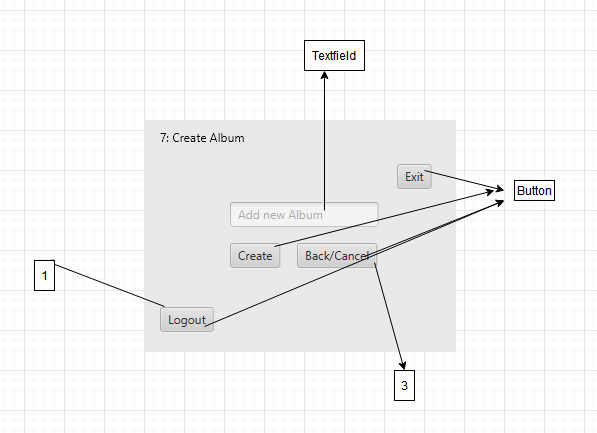 Textfield
7: Create Album
Exit
Button
Add new Album
Create
Back/Cancel
1
Logout
3